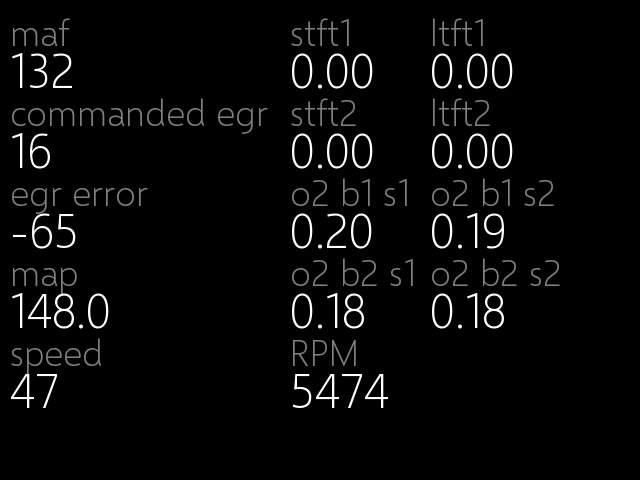 maf stft1 ltft1
132 0.00 0.00
commanded egr stft2 ltft2
16 0.00 0.00
egr error o2 b1 s1 o2 b1 s2
-65 0.20 0.19
map o2 b2 s1 o2 b2 s2
148.0 0.18 0.18
speed RPM
47 5474